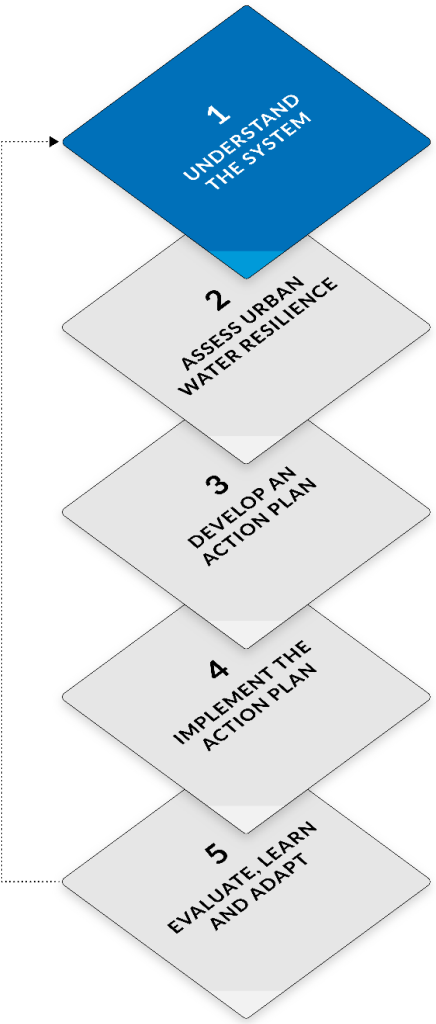 1
UNDERSTAND
THE SYSTEM
2
ASSESS URBAN
WATER RESILIENCE
3
DEVELOP AN
ACTION PLAN
4
IMPLEMENT THE
ACTION PLAN
5
EVALUATE, LEARN
AND ADAPT